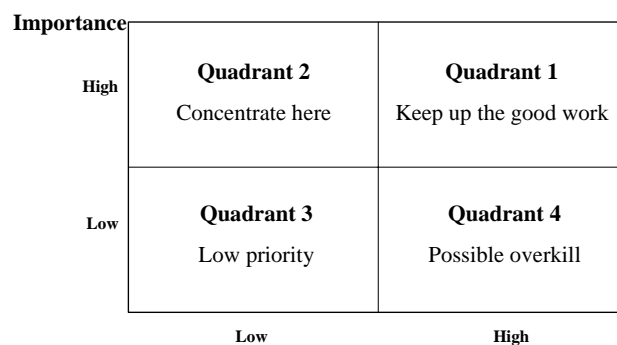 Importance
High
Quadrant 2
Concentrate here
Quadrant 1
Keep up the good work
Low
Quadrant 3
Low priority
Quadrant 4
Possible overkill
Low
High